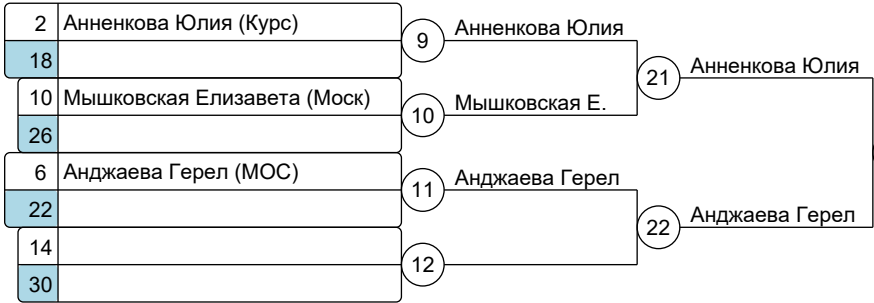 2 Анненкова Юлия (Курс)
18
9 Анненкова Юлия
10 Мышковская Елизавета (Моск)
26
10 Мышковская Е.
21 Анненкова Юлия
6 Анджаева Герел (МОС)
22
11 Анджаева Герел
14
30
12
22 Анджаева Герел